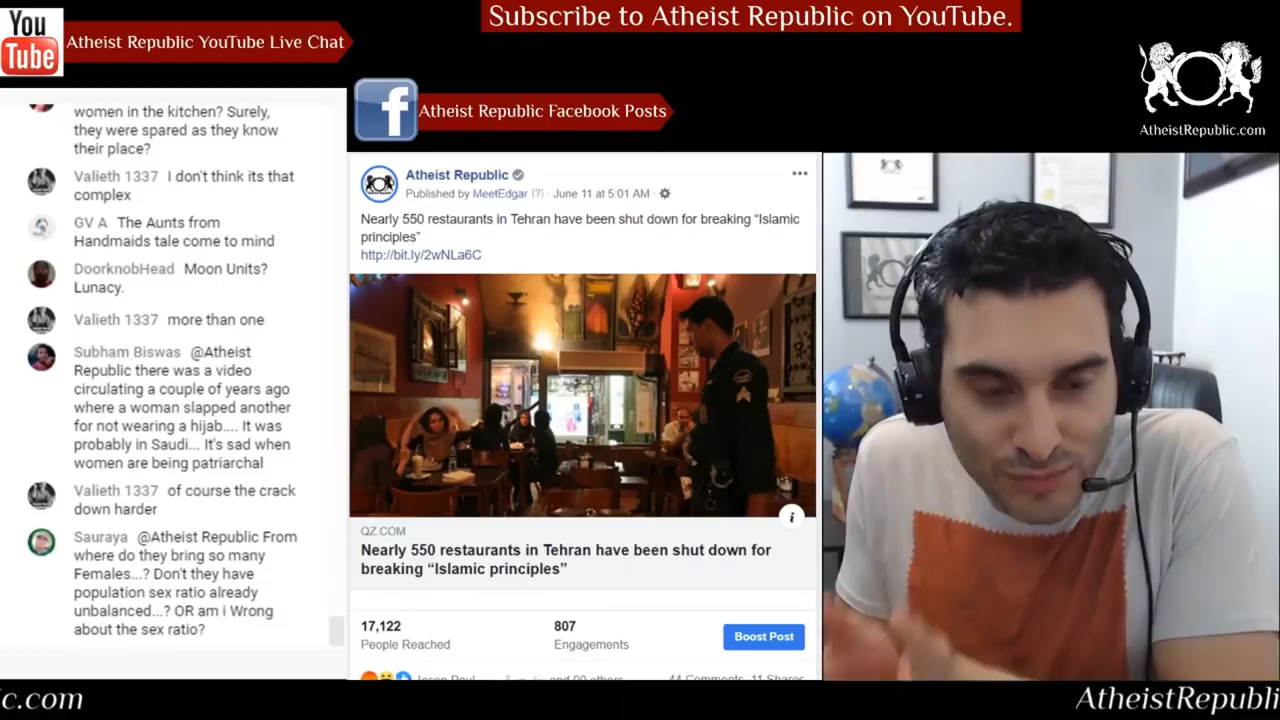 Subscribe to Atheist Republic on YouTube.
You
Tube
Atheist Republic YouTube Live Chat
AtheistRepublic.com
f
Atheist Republic Facebook Posts
women in the kitchen? Surely,
they were spared as they know
their place?
Valieth 1337 I don't think its that
complex
GV A The Aunts from
Handmaids tale come to mind
DoorknobHead Moon Units?
Lunacy.
Valieth 1337 more than one
Subham Biswas @Atheist
Republic there was a video
circulating a couple of years ago
where a woman slapped another
for not wearing a hijab.... It was
probably in Saudi... It's sad when
women are being patriarchal
Valieth 1337 of course the crack
down harder
Sauraya @Atheist Republic From
where do they bring so many
Females...? Don't they have
population sex ratio already
unbalanced...? OR am i Wrong
about the sex ratio?
Atheist Republic
Published by MeetEdgar [?] · June 11 at 5:01 AM ·
Nearly 550 restaurants in Tehran have been shut down for breaking “Islamic
principles”
http://bit.ly/2wNLa6C
i
QZ.COM
Nearly 550 restaurants in Tehran have been shut down for
breaking “Islamic principles”
17,122
People Reached
807
Engagements
Boost Post
and 90 others
44 Comments 11 Shares
c.com
AtheistRepubli